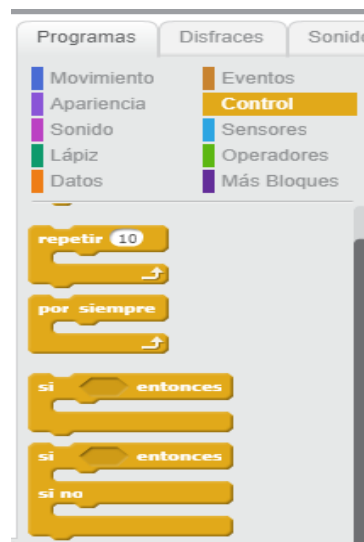 Programas Disfraces Sonido
Movimiento Eventos
Apariencia Control
Sonido Sensores
Lápiz Operadores
Datos Más Bloques
repetir 10
por siempre
si entonces
si entonces
si no